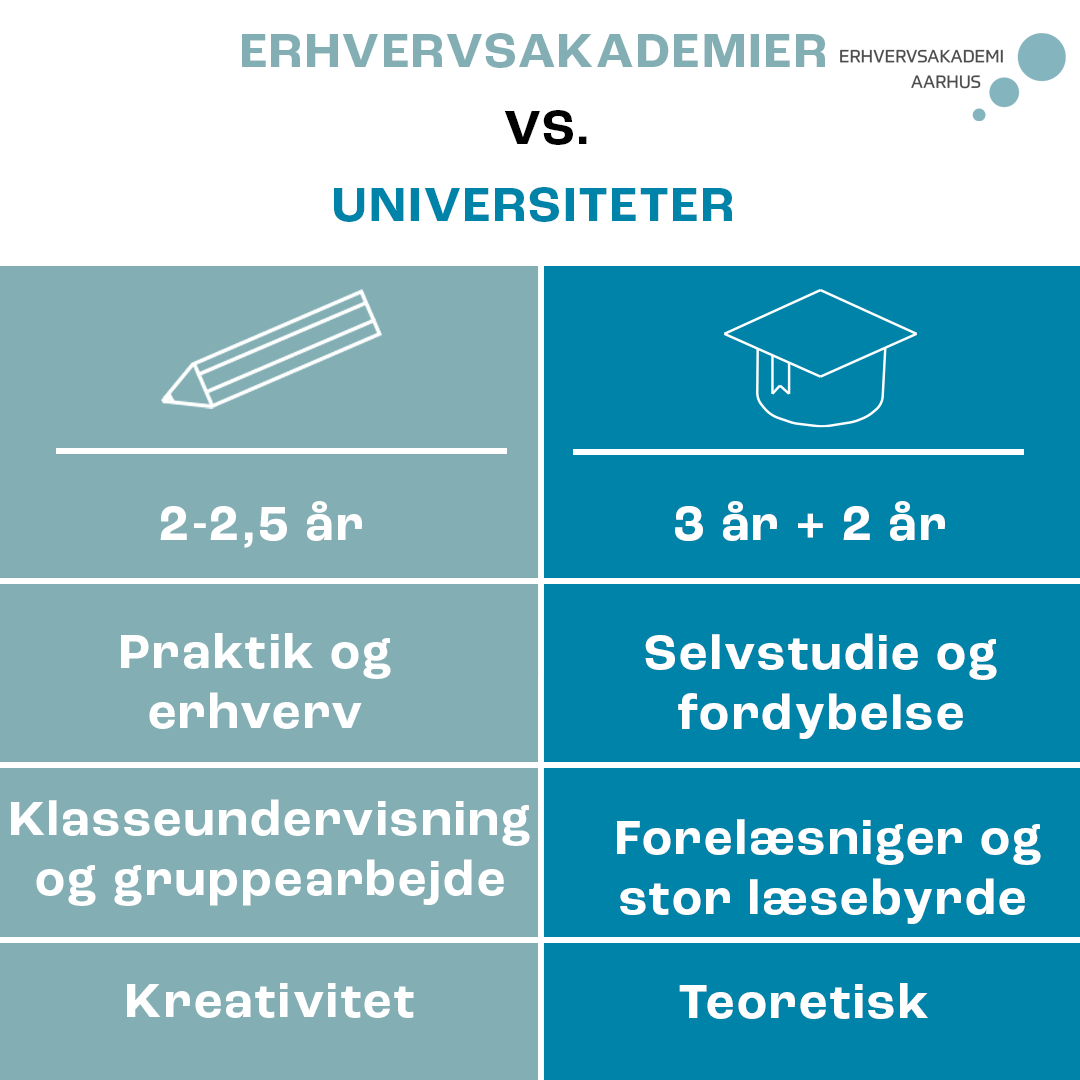 ERHVERVSAKADEMIER
ERHVERVSAKADEMI
AARHUS
VS.
UNIVERSITETER
2-2,5 år
3 år + 2 år
Praktik og
erhverv
Selvstudie og
fordybelse
Klasseundervisning
og gruppearbejde
Forelæsniger og
stor læsebyrde
Kreativitet
Teoretisk